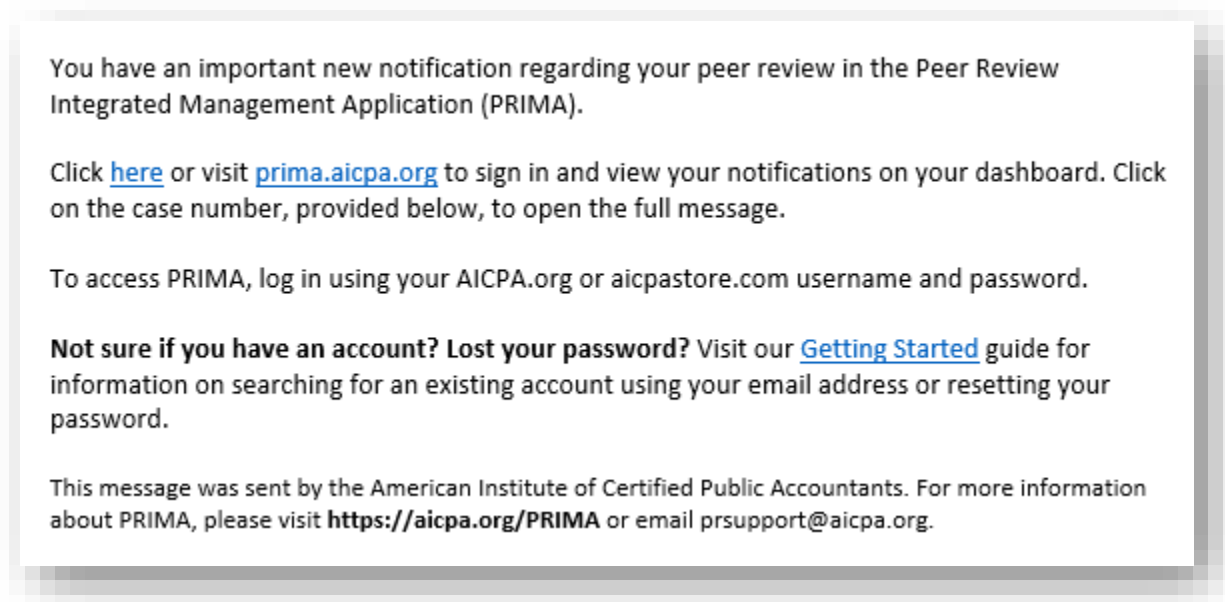 You have an important new notification regarding your peer review in the Peer Review
Integrated Management Application (PRIMA).
Click here or visit prima.aicpa.org to sign in and view your notifications on your dashboard. Click
on the case number, provided below, to open the full message.
To access PRIMA, log in using your AICPA.org or aicpastore.com username and password.
Not sure if you have an account? Lost your password? Visit our Getting Started guide for
information on searching for an existing account using your email address or resetting your
password.
This message was sent by the American Institute of Certified Public Accountants. For more information
about PRIMA, please visit https://aicpa.org/PRIMA or email prsupport@aicpa.org.